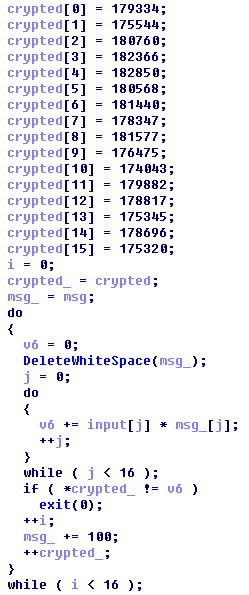 crypted[0] = 179334;
crypted[1] = 175544;
crypted[2] = 180760;
crypted[3] = 182366;
crypted[4] = 182850;
crypted[5] = 180568;
crypted[6] = 181440;
crypted[7] = 178347;
crypted[8] = 181577;
crypted[9] = 176475;
crypted[10] = 174043;
crypted[11] = 179882;
crypted[12] = 178817;
crypted[13] = 175345;
crypted[14] = 178696;
crypted[15] = 175320;
i = 0;
crypted_ = crypted;
msg_ = msg;
do
{
  v6 = 0;
  DeleteWhiteSpace(msg_);
  j = 0;
  do
  {
    v6 += input[j] * msg_[j];
    ++j;
  }
  while ( j < 16 );
  if ( *crypted_ != v6 )
    exit(0);
  ++i;
  msg_ += 100;
  ++crypted_;
}
while ( i < 16 );